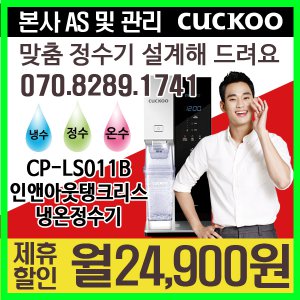 본사 AS 및 관리 CUCKOO
맞춤 정수기 설계해 드려요
070.8289.1741
CUCKOO
냉수 정수 온수
CP-LS011B
인앤아웃탱크리스
냉온정수기
제휴
할인 월24,900원